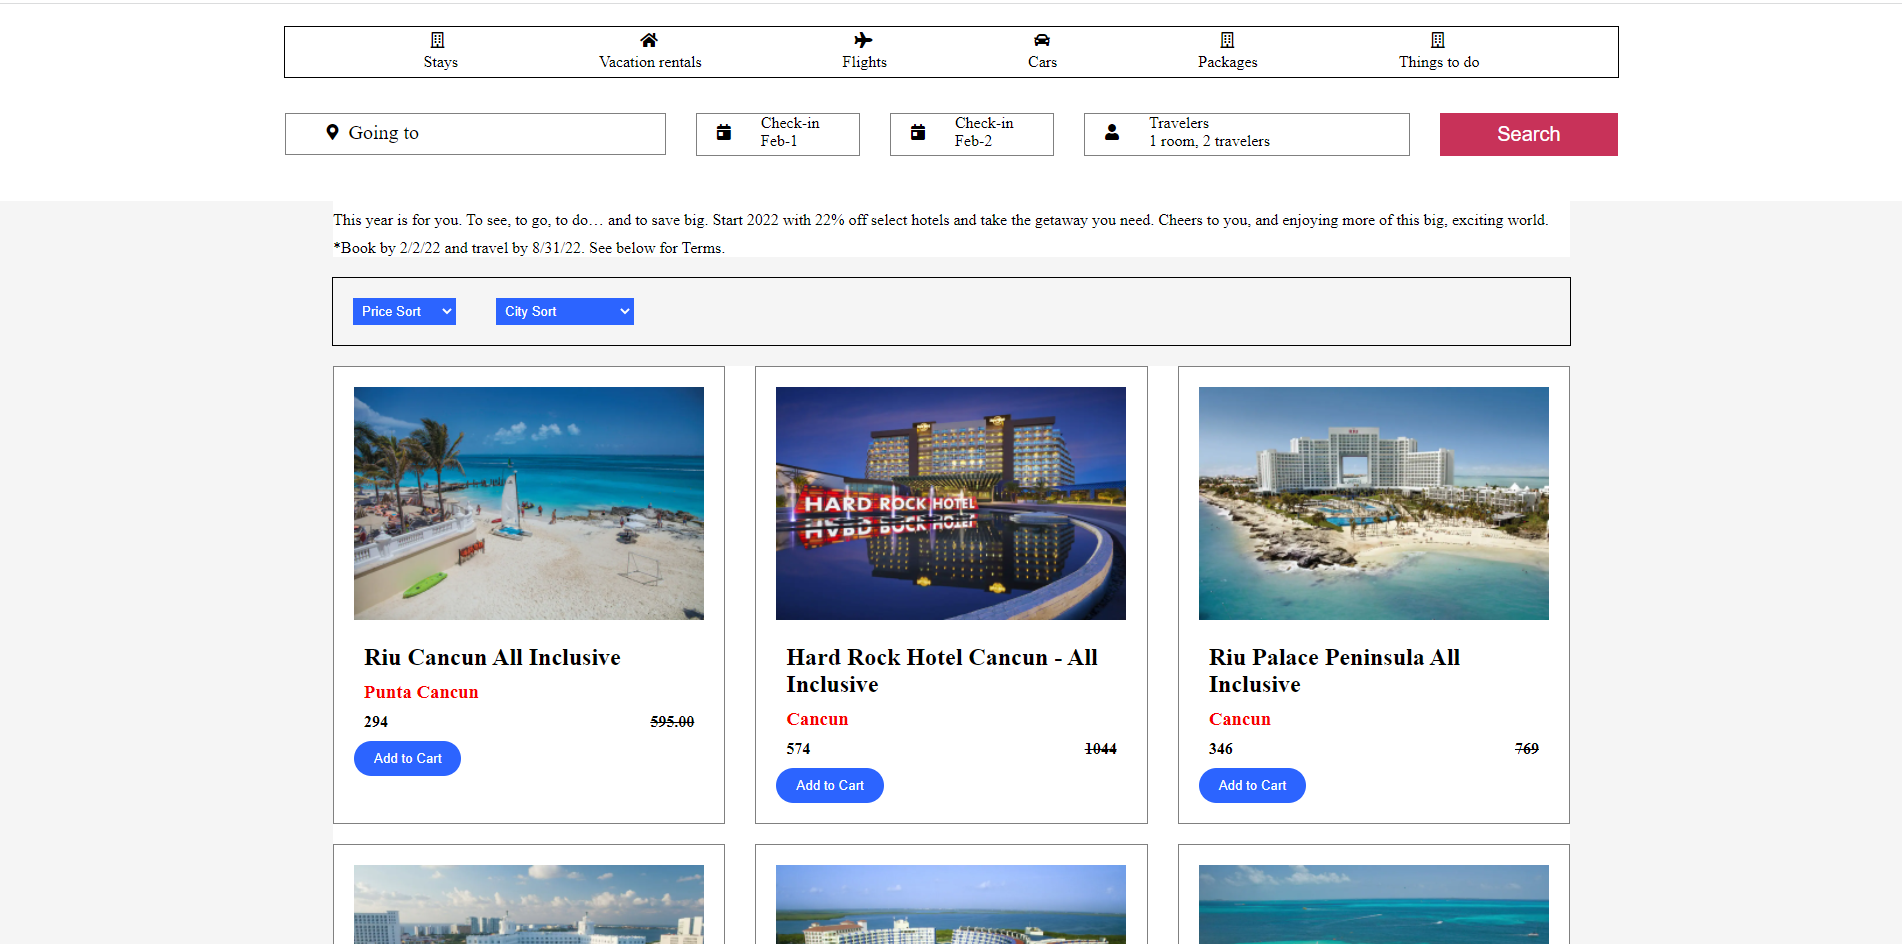 Stays
Vacation rentals
Flights
Cars
Packages
Things to do
Going to
Check-in
Feb-1
Check-in
Feb-2
Travelers
1 room, 2 travelers
Search
This year is for you. To see, to go, to do… and to save big. Start 2022 with 22% off select hotels and take the getaway you need. Cheers to you, and enjoying more of this big, exciting world.
*Book by 2/2/22 and travel by 8/31/22. See below for Terms.
Price Sort
City Sort
HARD ROCK HOTEL
Riu Cancun All Inclusive
Punta Cancun
294 595.00
Add to Cart
Hard Rock Hotel Cancun - All
Inclusive
Cancun
574 1044
Add to Cart
Riu Palace Peninsula All
Inclusive
Cancun
346 769
Add to Cart